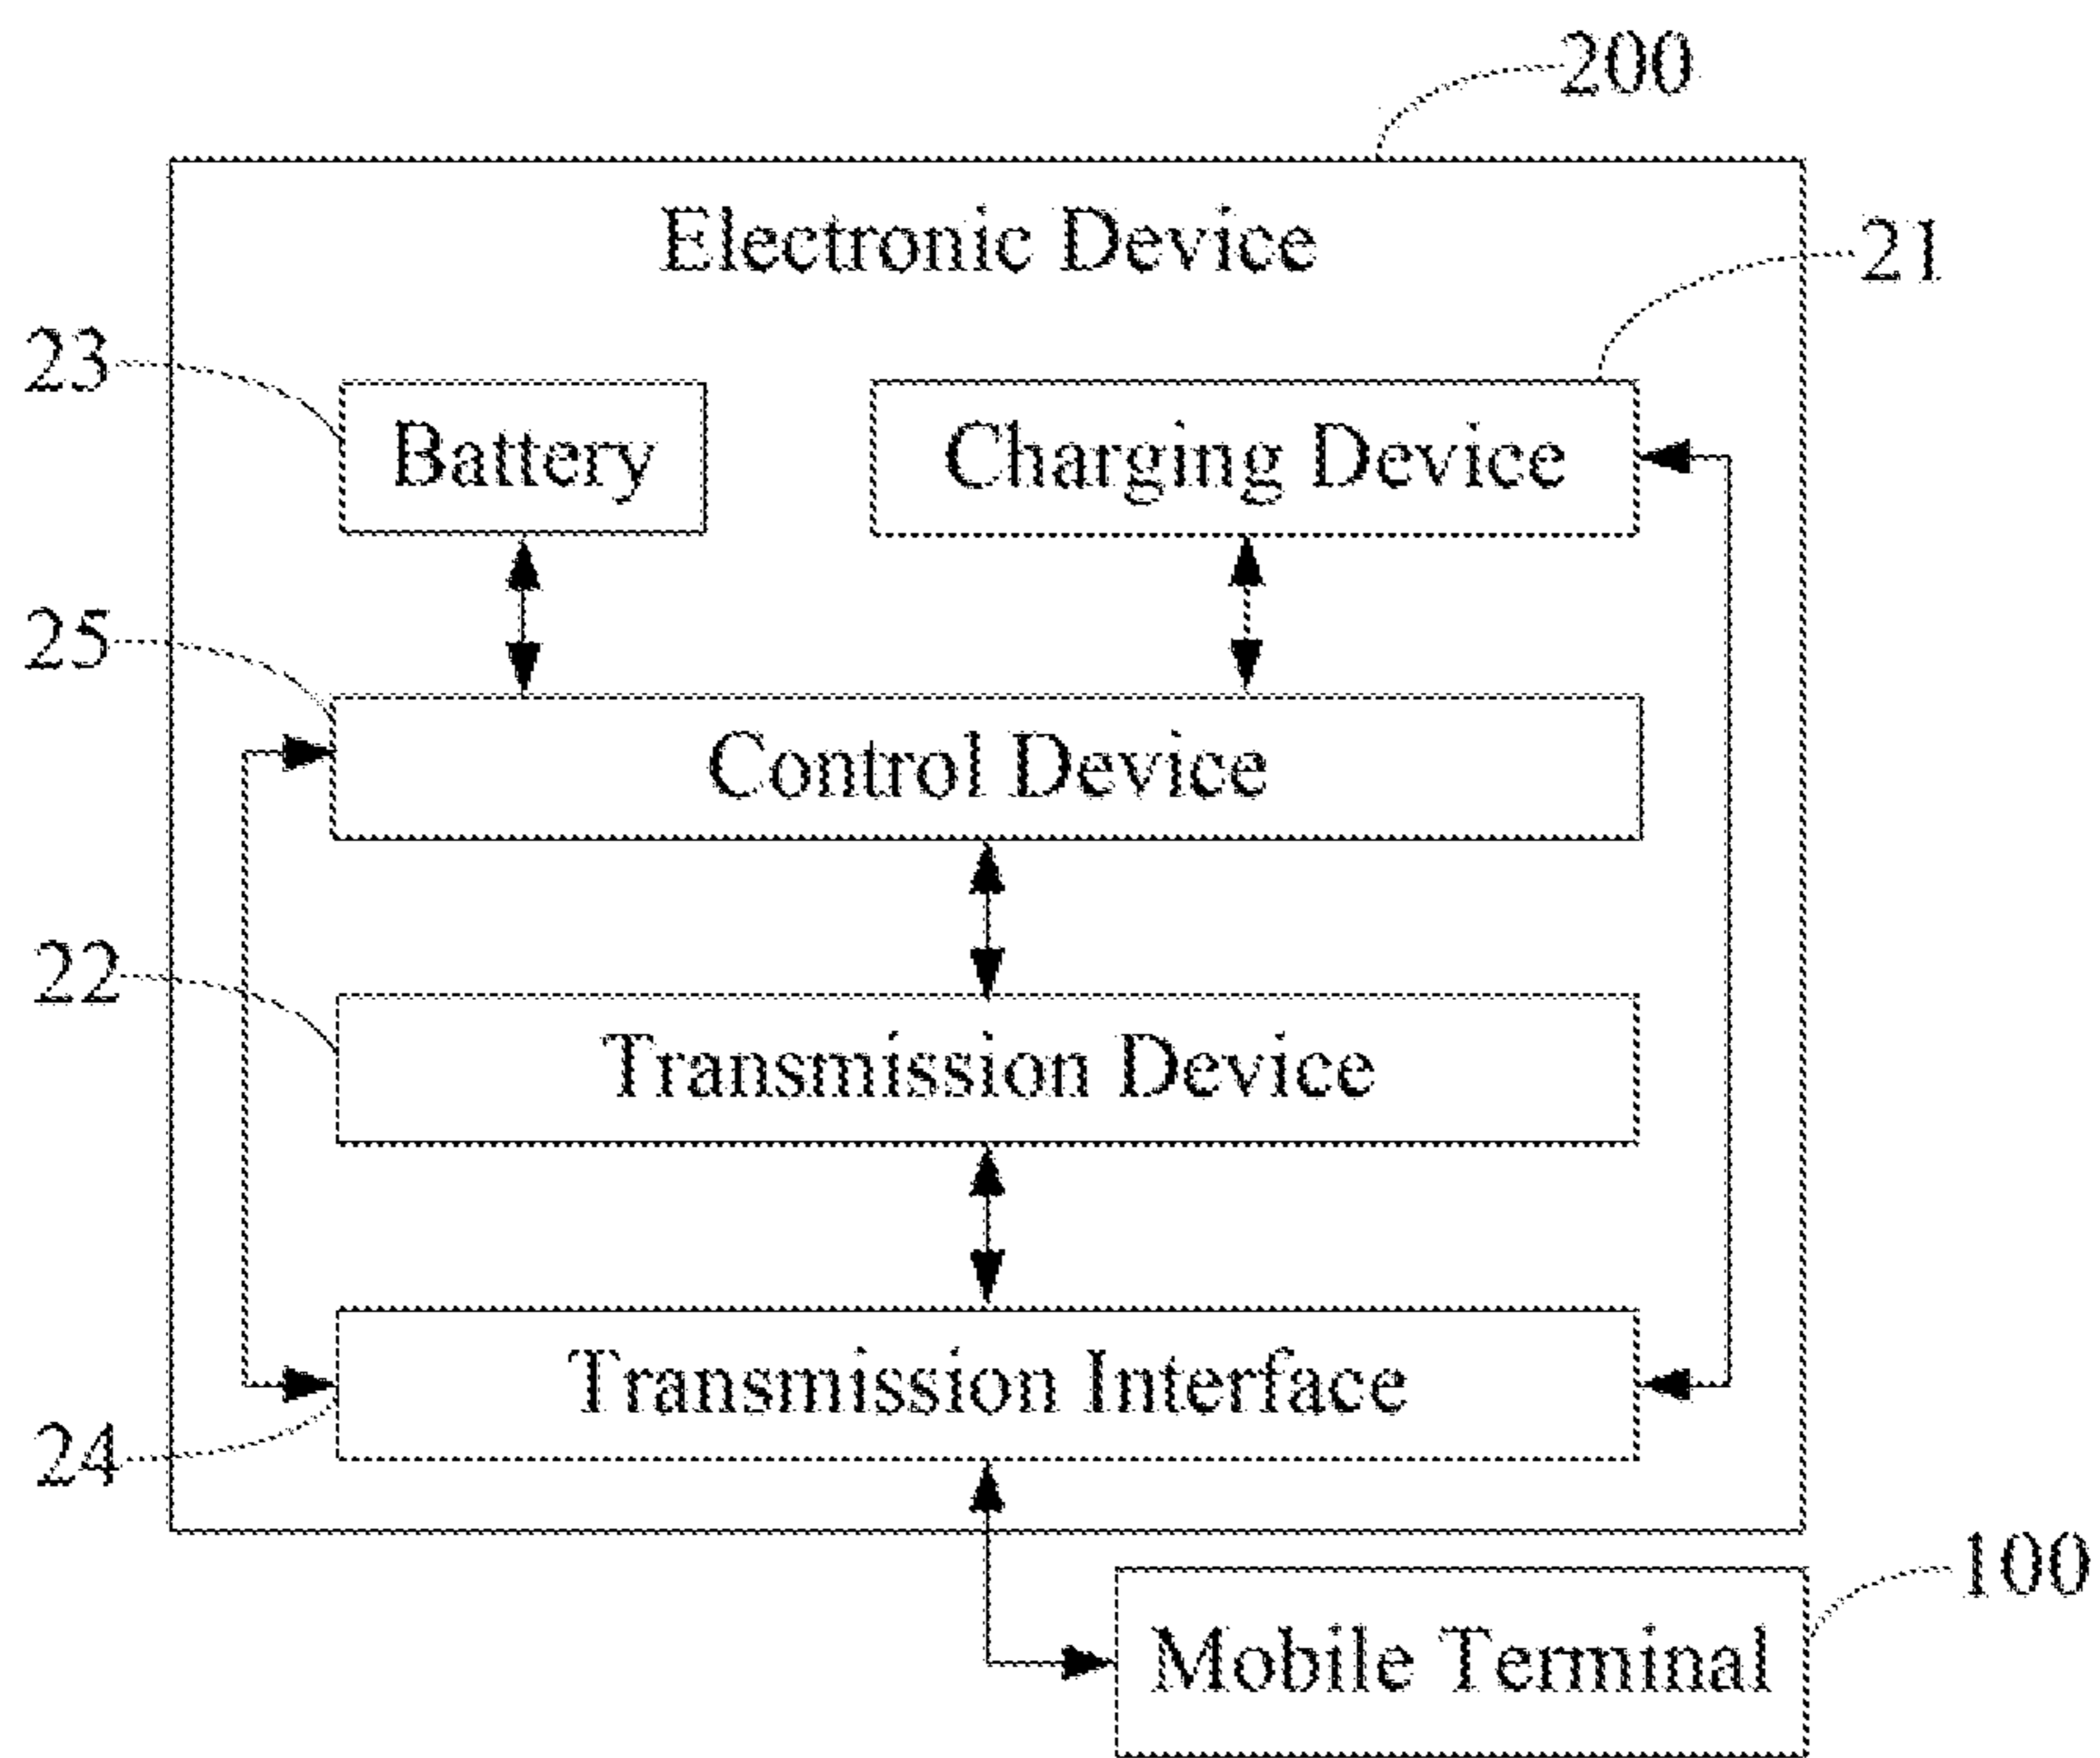 200
Electronic Device
21
23
Battery
Charging Device
25
Control Device
22
Transmission Device
Transmission Interface
24
100
Mobile Terminal